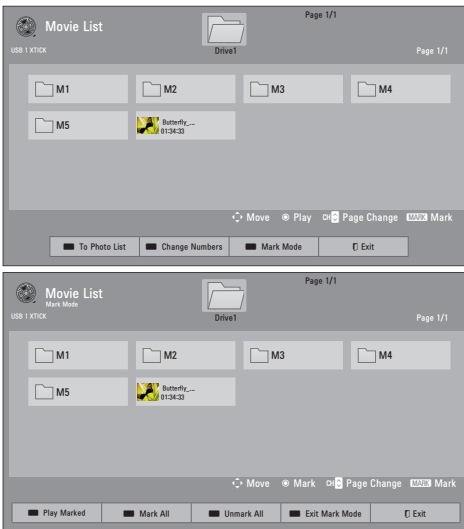 Movie List
Page 1/1
USB 1 XTICK
Drive1
Page 1/1
M1
M2
M3
M4
M5
Butterfly_...
01:34:33
Move
Play
CH
Page Change
MARK
Mark
To Photo List
Change Numbers
Mark Mode
Exit
Movie List
Mark Mode
Page 1/1
USB 1 XTICK
Drive1
Page 1/1
M1
M2
M3
M4
M5
Butterfly_...
01:34:33
Move
Mark
CH
Page Change
MARK
Mark
Play Marked
Mark All
Unmark All
Exit Mark Mode
Exit